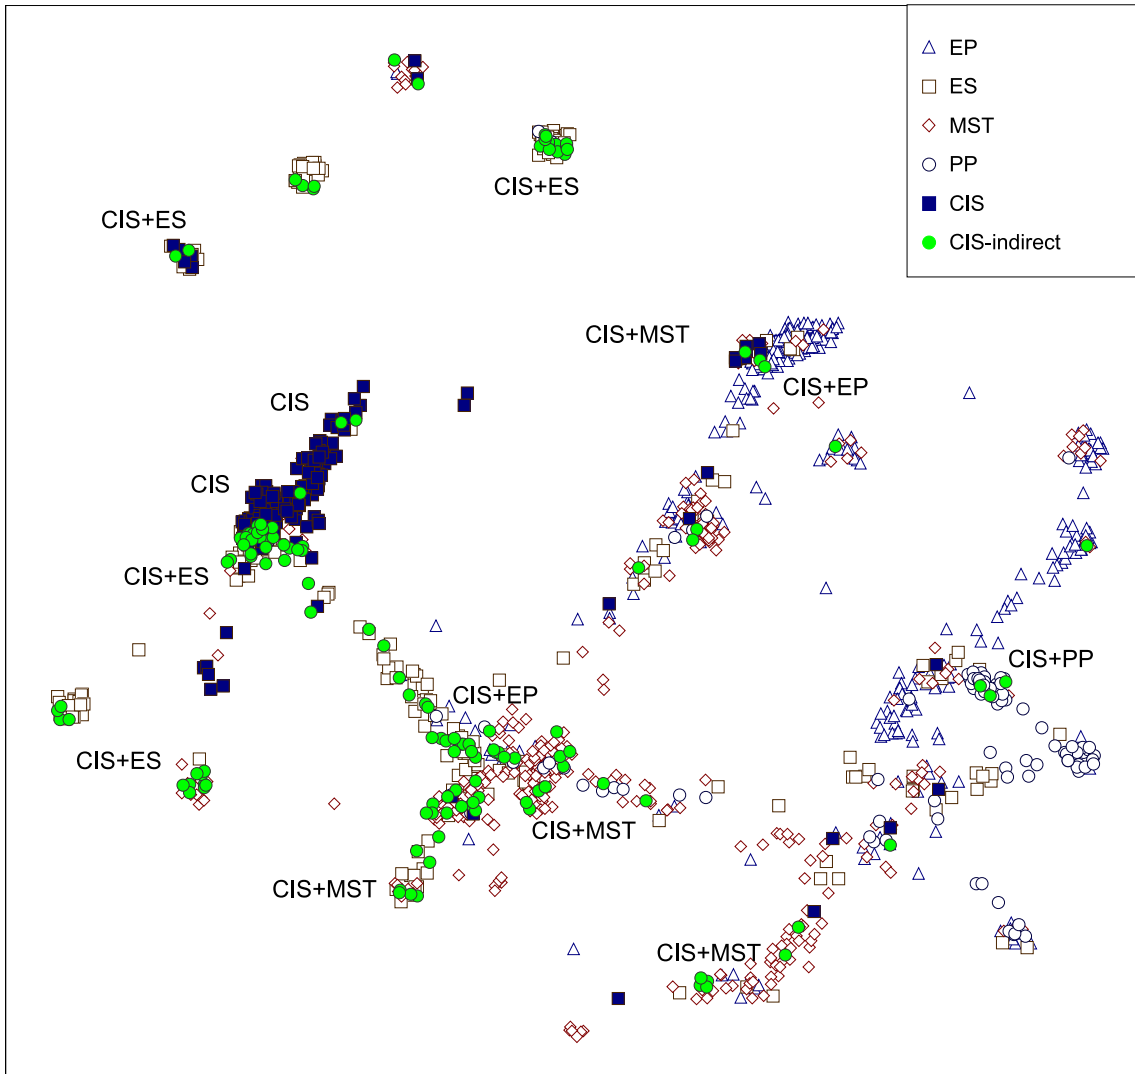 EP
ES
MST
PP
CIS
CIS-indirect
CIS+ES
CIS+ES
CIS+MST
CIS+EP
CIS
CIS
CIS+ES
CIS+PP
CIS+EP
CIS+ES
CIS+MST
CIS+MST
CIS+MST